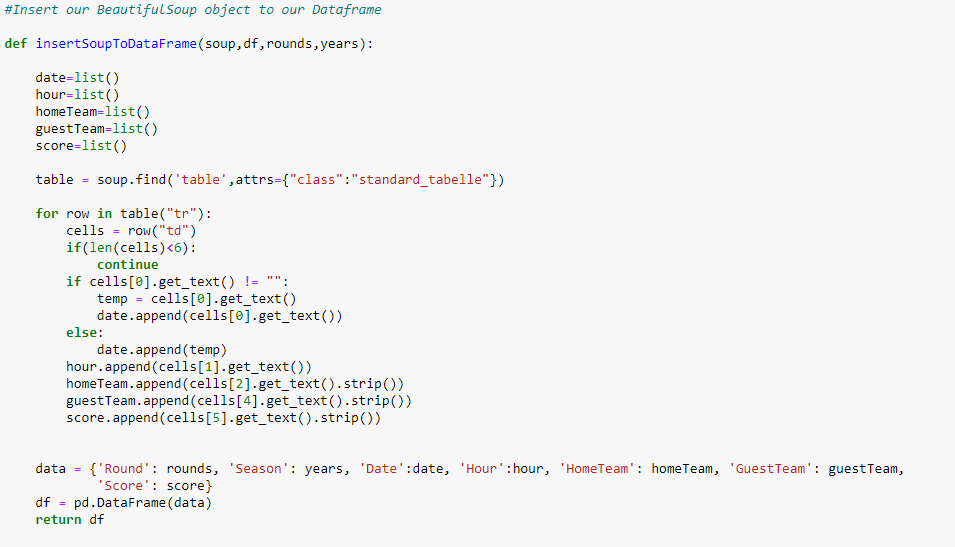 #Insert our BeautifulSoup object to our Dataframe
def insertSoupToDataFrame(soup,df,rounds,years):
    date=list()
    hour=list()
    homeTeam=list()
    guestTeam=list()
    score=list()
    table = soup.find('table',attrs={"class":"standard_tabelle"})
    for row in table("tr"):
        cells = row("td")
        if(len(cells)<6):
            continue
        if cells[0].get_text() != "":
            temp = cells[0].get_text()
            date.append(cells[0].get_text())
        else:
            date.append(temp)
        hour.append(cells[1].get_text())
        homeTeam.append(cells[2].get_text().strip())
        guestTeam.append(cells[4].get_text().strip())
        score.append(cells[5].get_text().strip())
    data = {'Round': rounds, 'Season': years, 'Date':date, 'Hour':hour, 'HomeTeam': homeTeam, 'GuestTeam': guestTeam,
            'Score': score}
    df = pd.DataFrame(data)
    return df